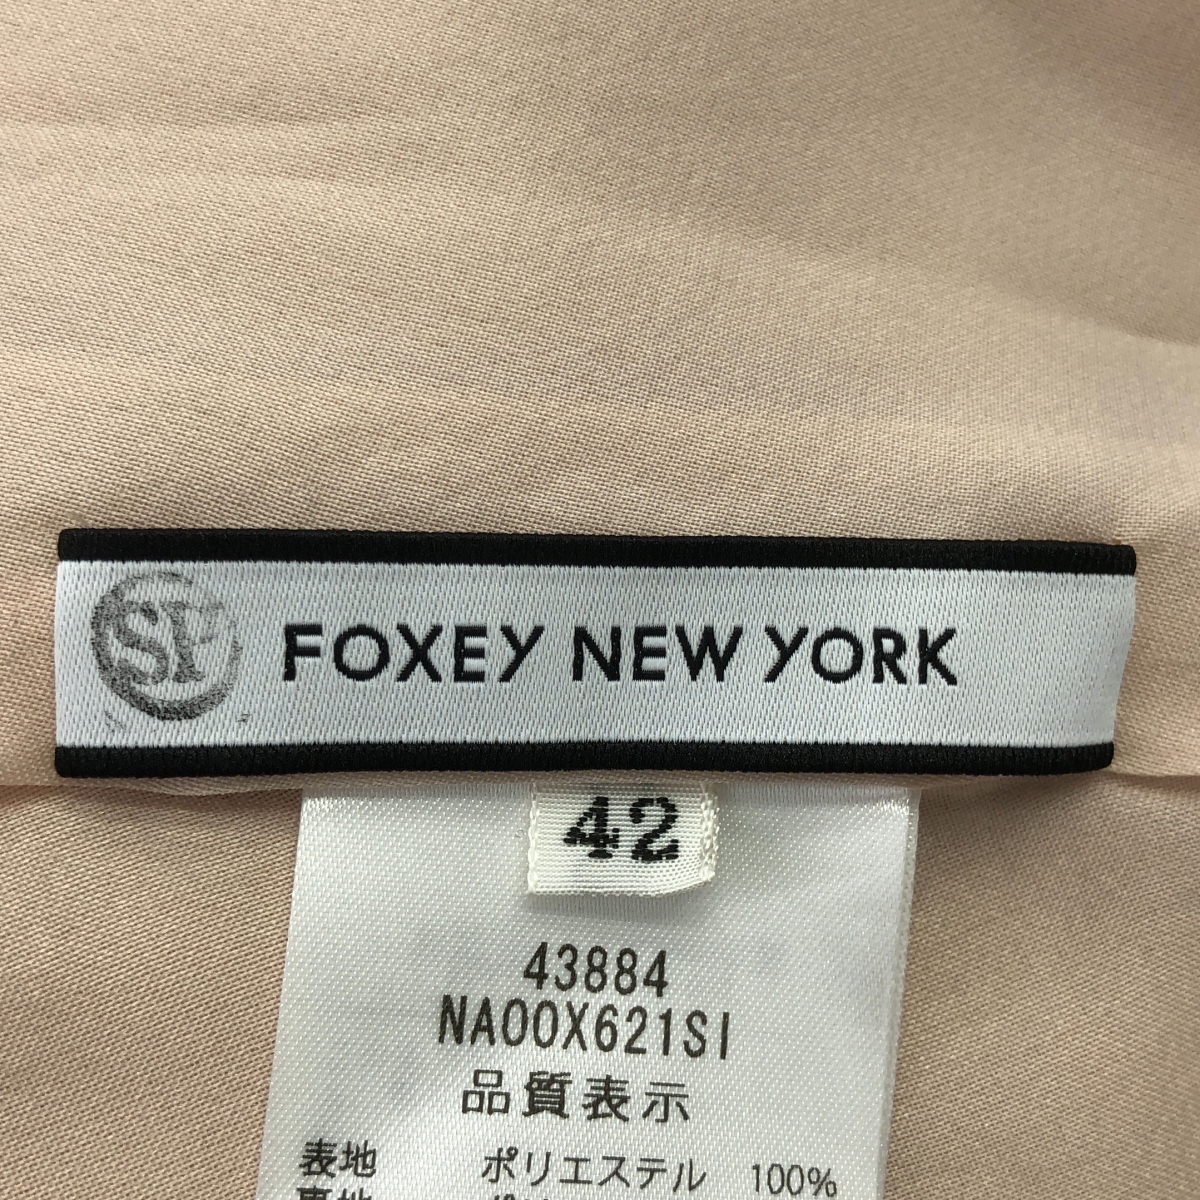 SF FOXEY NEW YORK
42
43884
NA00X621SI
品質表示
表地 ポリエステル 100%